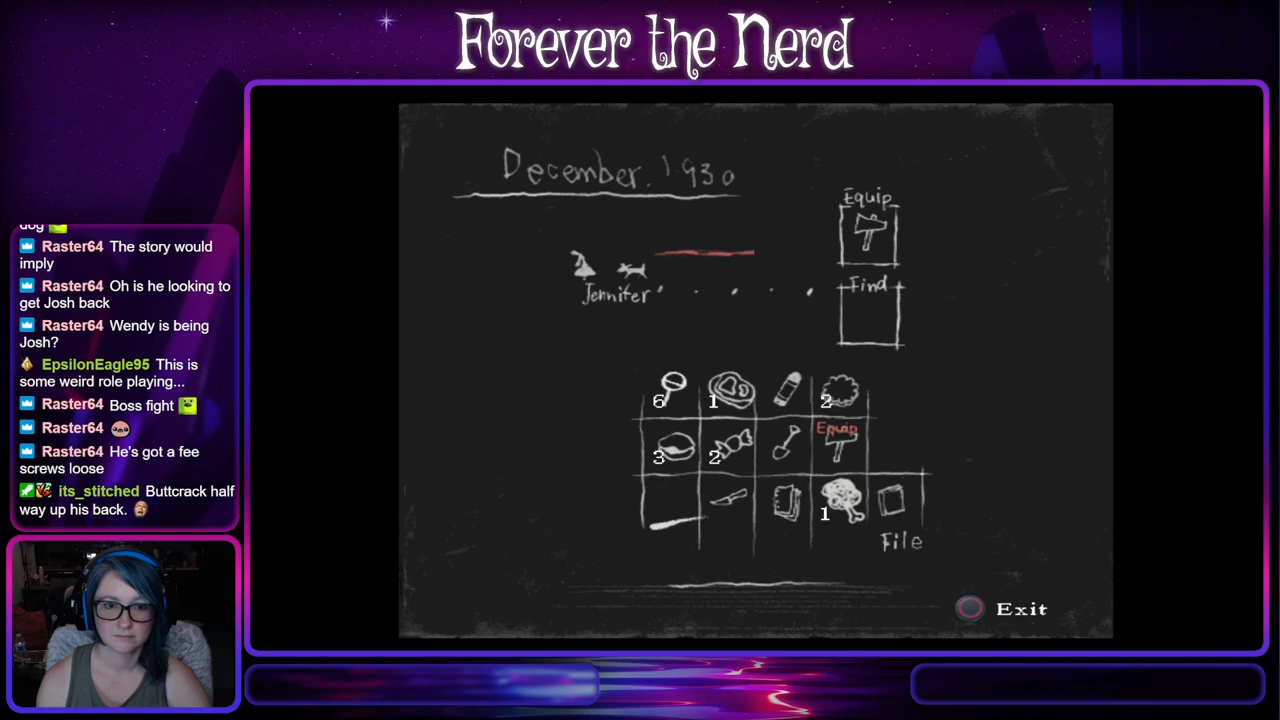 Forever the Nerd
December. 1930
Equip
Jennifer
Find
6 1 2
Equip
3 2
1
File
Exit
dog
Raster64 The story would
imply
Raster64 Oh is he looking to
get Josh back
Raster64 Wendy is being
Josh?
EpsilonEagle95 This is
some weird role playing...
Raster64 Boss fight
Raster64
Raster64 He's got a fee
screws loose
its_stitched Buttcrack half
way up his back.